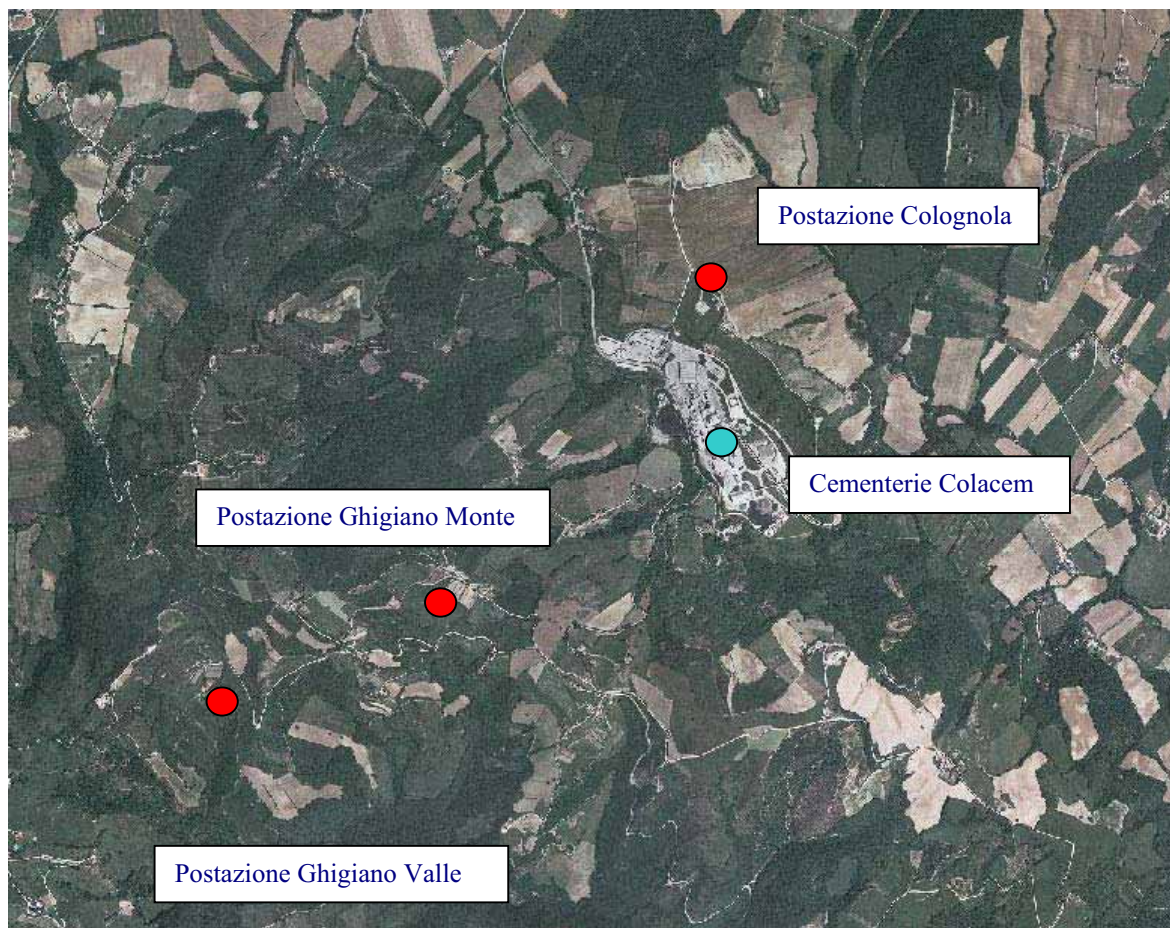 Postazione Colognola
Cementerie Colacem
Postazione Ghigiano Monte
Postazione Ghigiano Valle